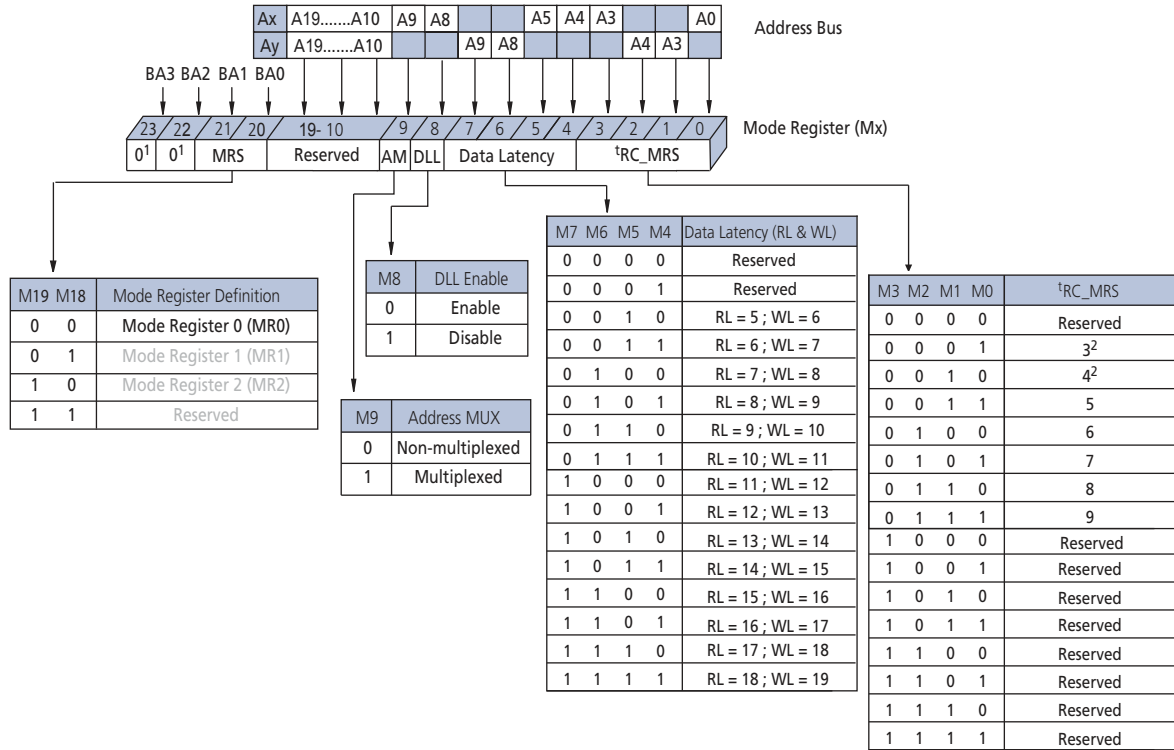 Ax A19.......A10 A9 A8 A5 A4 A3 A0
Address Bus
Ay A19.......A10 A9 A8 A4 A3
BA3 BA2 BA1 BA0
23 22 21 20 19-10 9 8 7 6 5 4 3 2 1 0
Mode Register (Mx)
0¹ 0¹ MRS Reserved AM DLL Data Latency tRC_MRS
M19 M18 Mode Register Definition
0 0 Mode Register 0 (MR0)
0 1 Mode Register 1 (MR1)
1 0 Mode Register 2 (MR2)
1 1 Reserved
M8 DLL Enable
0 Enable
1 Disable
M9 Address MUX
0 Non-multiplexed
1 Multiplexed
M7 M6 M5 M4 Data Latency (RL & WL)
0 0 0 0 Reserved
0 0 0 1 Reserved
0 0 1 0 RL = 5 ; WL = 6
0 0 1 1 RL = 6 ; WL = 7
0 1 0 0 RL = 7 ; WL = 8
0 1 0 1 RL = 8 ; WL = 9
0 1 1 0 RL = 9 ; WL = 10
0 1 1 1 RL = 10 ; WL = 11
1 0 0 0 RL = 11 ; WL = 12
1 0 0 1 RL = 12 ; WL = 13
1 0 1 0 RL = 13 ; WL = 14
1 0 1 1 RL = 14 ; WL = 15
1 1 0 0 RL = 15 ; WL = 16
1 1 0 1 RL = 16 ; WL = 17
1 1 1 0 RL = 17 ; WL = 18
1 1 1 1 RL = 18 ; WL = 19
M3 M2 M1 M0 tRC_MRS
0 0 0 0 Reserved
0 0 0 1 3²
0 0 1 0 4²
0 0 1 1 5
0 1 0 0 6
0 1 0 1 7
0 1 1 0 8
0 1 1 1 9
1 0 0 0 Reserved
1 0 0 1 Reserved
1 0 1 0 Reserved
1 0 1 1 Reserved
1 1 0 0 Reserved
1 1 0 1 Reserved
1 1 1 0 Reserved
1 1 1 1 Reserved